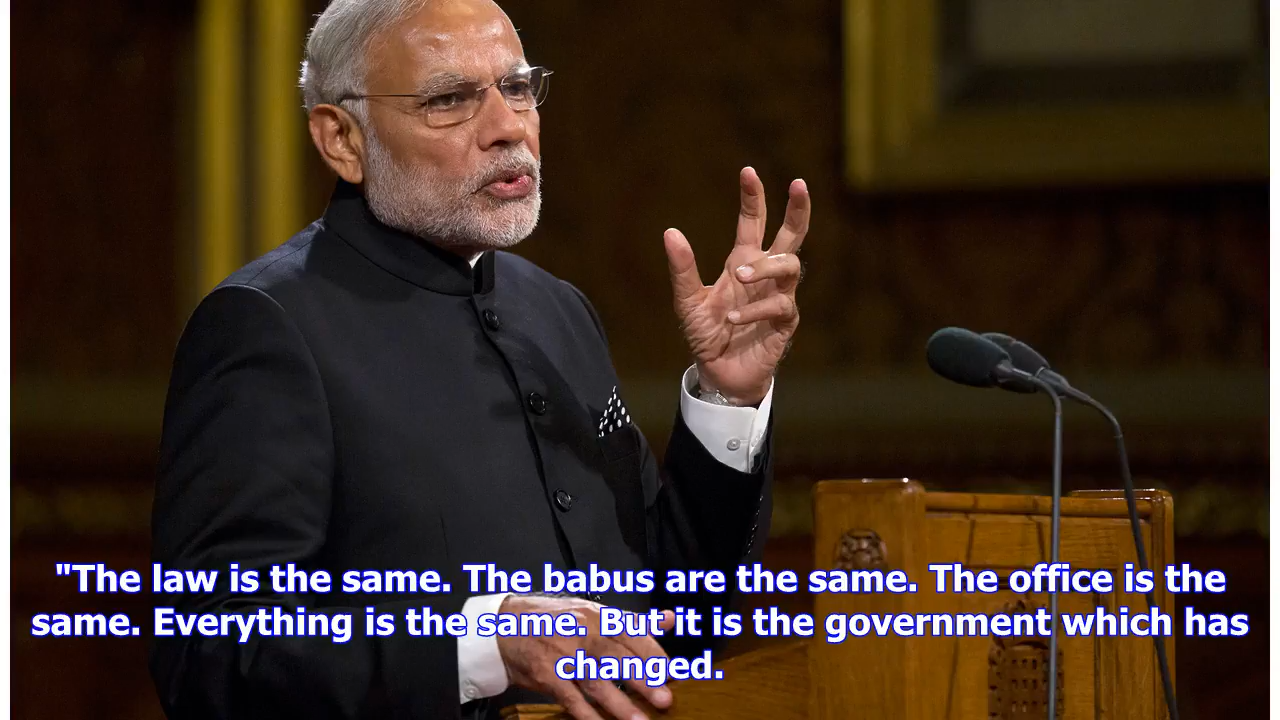 "The law is the same. The babus are the same. The office is the
same. Everything is the same. But it is the government which has
changed.